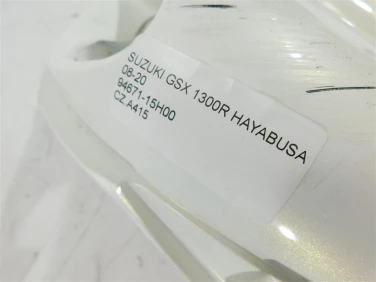 SUZUKI GSX 1300R HAYABUSA
08-20
94671-15H00
CZ.A415